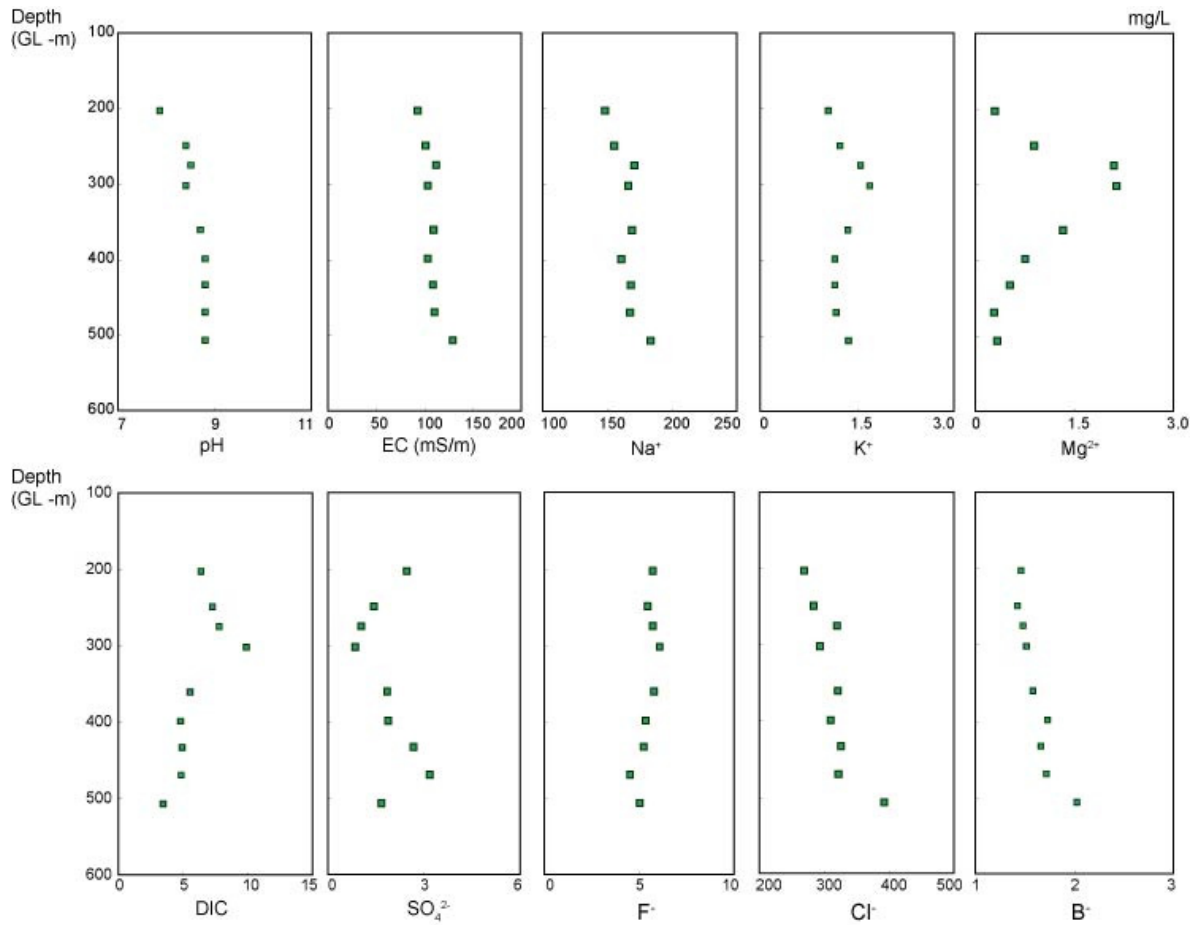 Depth
(GL -m)
mg/L
100
200
300
400
500
600
7 9 11
0 50 100 150 200
100 150 200 250
0 1.5 3.0
0 1.5 3.0
pH
EC (mS/m)
Na⁺
K⁺
Mg²⁺
Depth
(GL -m)
100
200
300
400
500
600
0 5 10 15
0 3 6
0 5 10
200 300 400 500
1 2 3
DIC
SO₄²⁻
F⁻
Cl⁻
B⁻